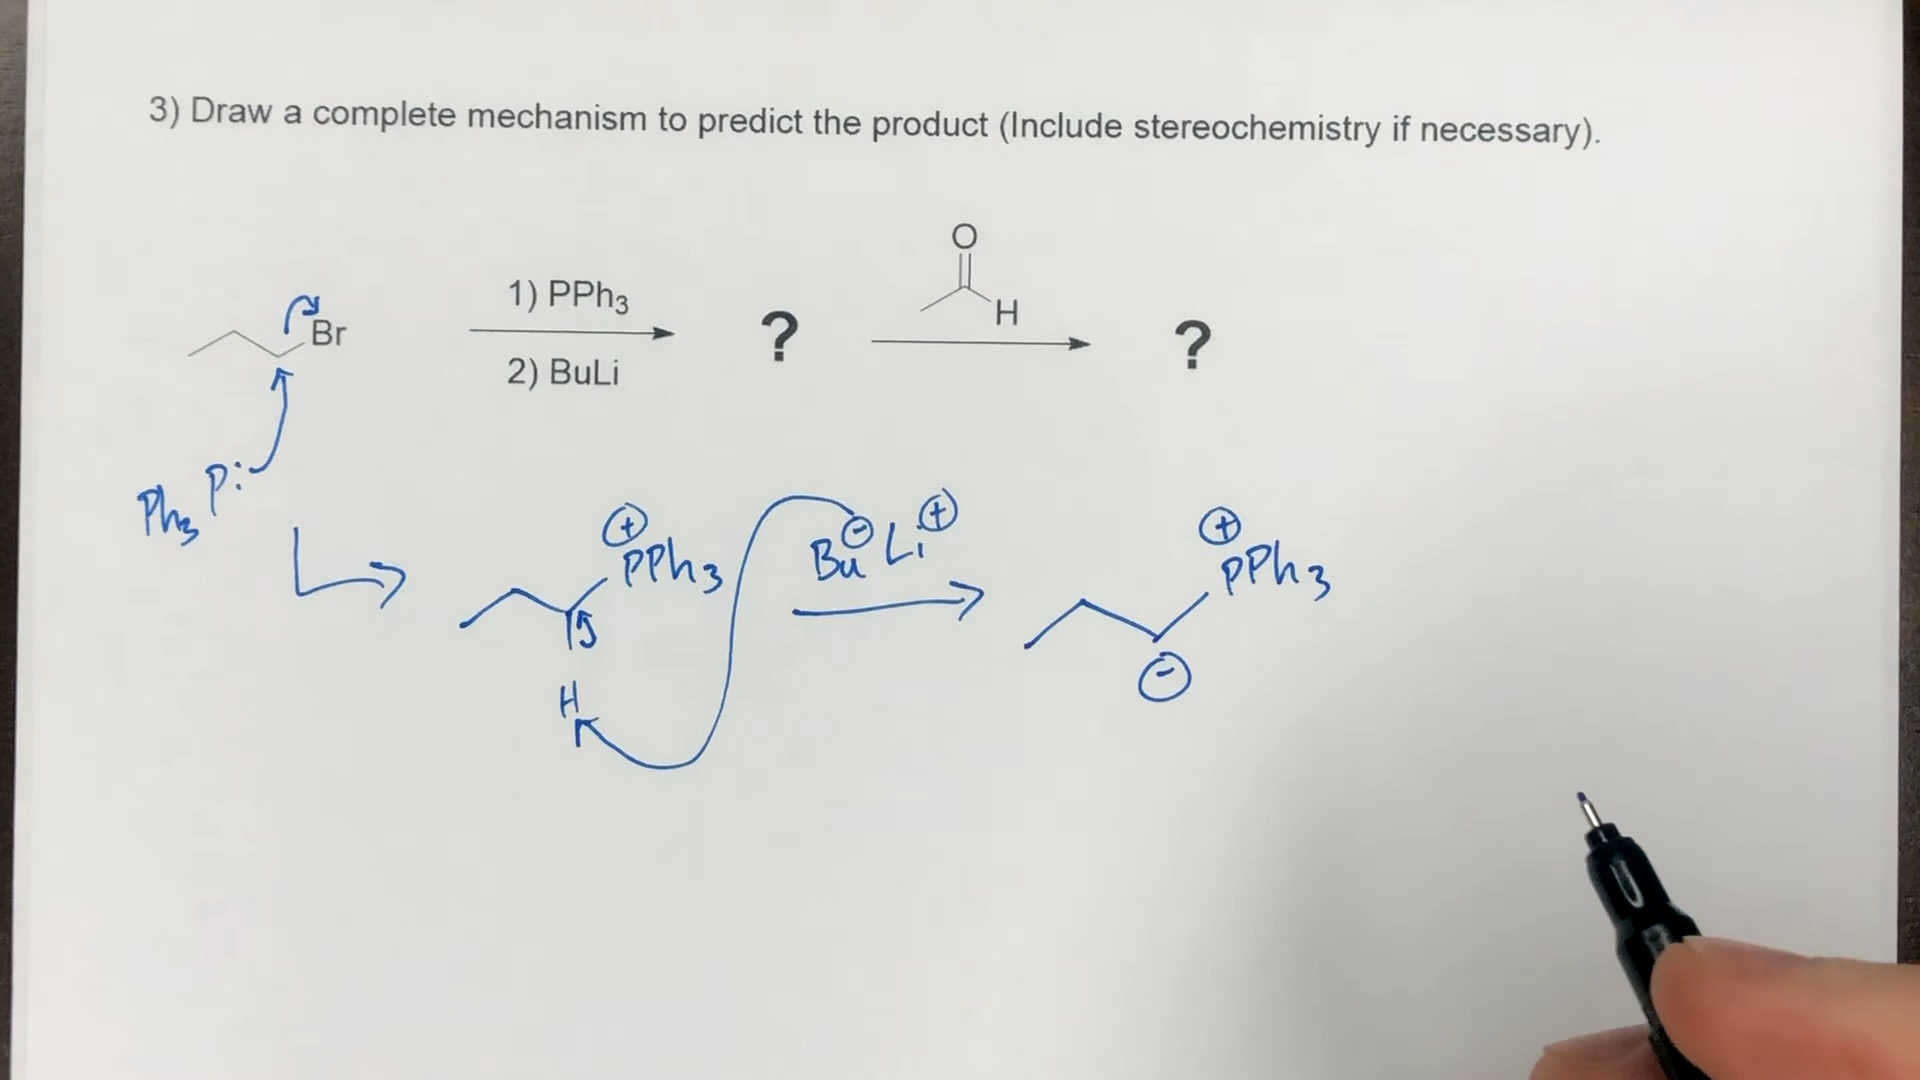 3) Draw a complete mechanism to predict the product (Include stereochemistry if necessary).
O
H
Br
1) PPh3
2) BuLi
?
?
Ph3 P:
⊕
PPh3
H
Bu⊖ Li⊕
⊕
PPh3
⊖